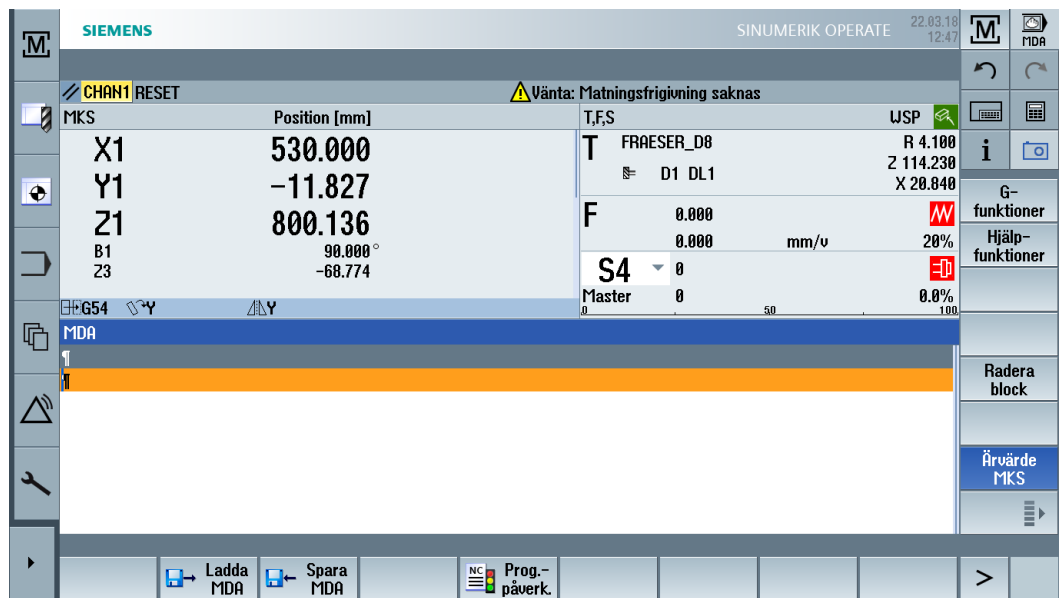 SIEMENS
SINUMERIK OPERATE
22.03.18
12:47
M
M
MDA
CHAN1 RESET
Vänta: Matningsfrigivning saknas
MKS
Position [mm]
T,F,S
WSP
X1
530.000
Y1
-11.827
Z1
800.136
B1
90.000°
Z3
-68.774
T
FRAESER_D8
R 4.100
D1 DL1
Z 114.230
X 20.840
F
0.000
0.000
mm/v
20%
S4
0
Master
0
0.0%
0
50
100
G54
Y
Y
i
G-
funktioner
Hjälp-
funktioner
Radera
block
Ärvärde
MKS
MDA
¶
¶
Ladda
MDA
Spara
MDA
NC
Prog.-
påverk.
>